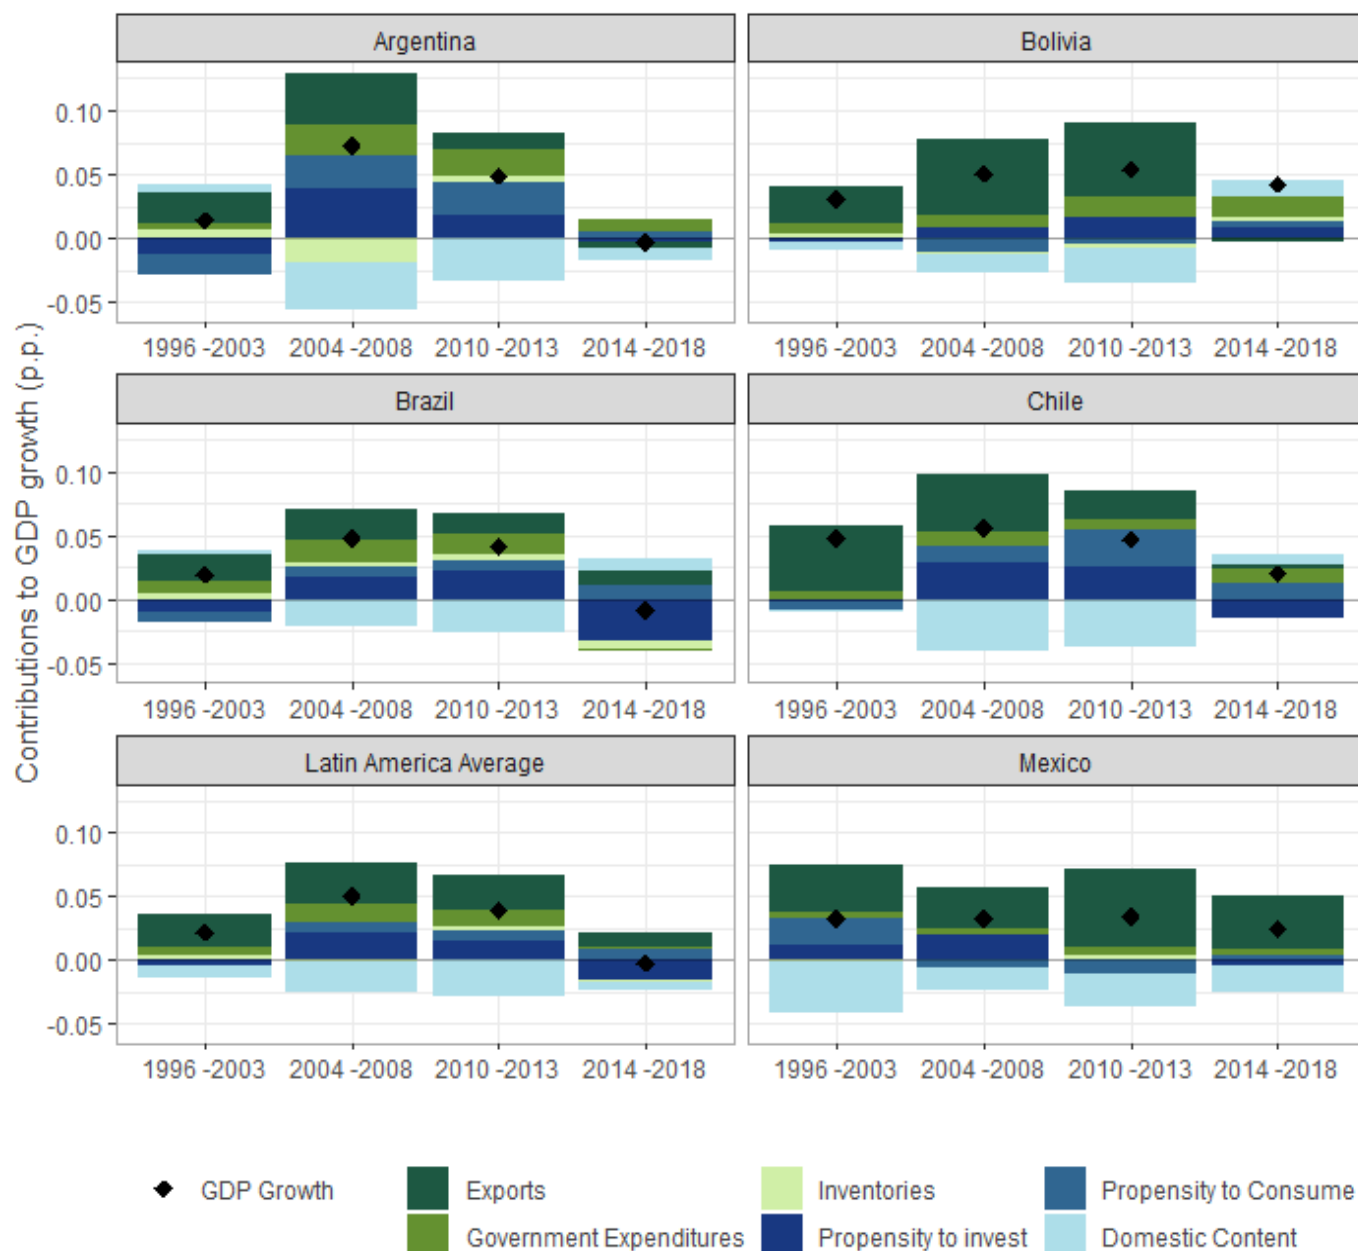 Contributions to GDP growth (p.p.)
Argentina
Bolivia
0.10
0.05
0.00
-0.05
1996 -2003 2004 -2008 2010 -2013 2014 -2018
1996 -2003 2004 -2008 2010 -2013 2014 -2018
Brazil
Chile
0.10
0.05
0.00
-0.05
1996 -2003 2004 -2008 2010 -2013 2014 -2018
1996 -2003 2004 -2008 2010 -2013 2014 -2018
Latin America Average
Mexico
0.10
0.05
0.00
-0.05
1996 -2003 2004 -2008 2010 -2013 2014 -2018
1996 -2003 2004 -2008 2010 -2013 2014 -2018
GDP Growth
Exports
Government Expenditures
Inventories
Propensity to invest
Propensity to Consume
Domestic Content